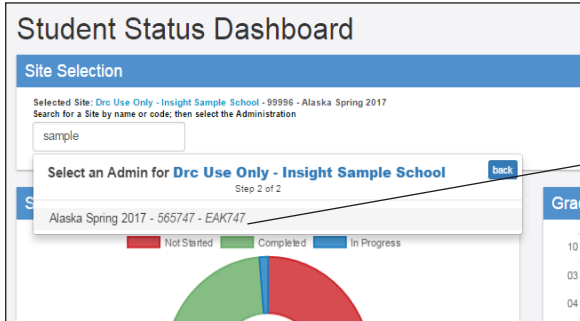 Student Status Dashboard
Site Selection
Selected Site: Drc Use Only - Insight Sample School - 99996 - Alaska Spring 2017
Search for a Site by name or code; then select the Administration
sample
Select an Admin for Drc Use Only - Insight Sample School
back
Step 2 of 2
S
Alaska Spring 2017 - 565747 - EAK747
Grad
Not Started Completed In Progress
10
03
04